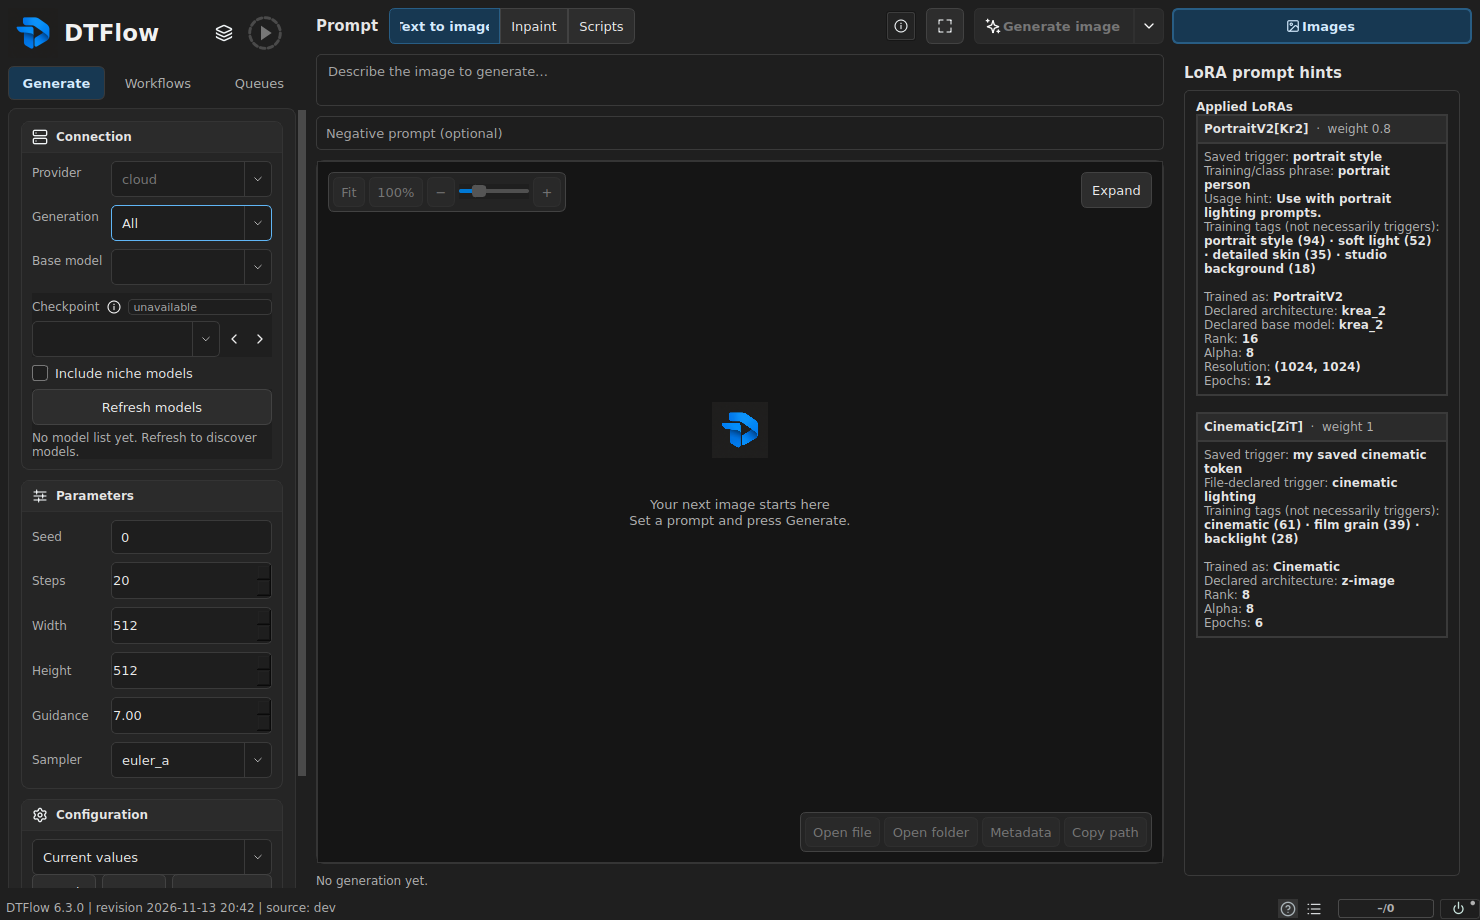 DTFlow
Generate
Workflows
Queues
Connection
Provider
cloud
Generation
All
Base model
Checkpoint
unavailable
Include niche models
Refresh models
No model list yet. Refresh to discover
models.
Parameters
Seed
0
Steps
20
Width
512
Height
512
Guidance
7.00
Sampler
euler_a
Configuration
Current values
Prompt
Text to image
Inpaint
Scripts
Generate image
Describe the image to generate...
Negative prompt (optional)
Fit
100%
−
+
Expand
Your next image starts here
Set a prompt and press Generate.
Open file
Open folder
Metadata
Copy path
No generation yet.
Images
LoRA prompt hints
Applied LoRAs
PortraitV2[Kr2] · weight 0.8
Saved trigger: portrait style
Training/class phrase: portrait
person
Usage hint: Use with portrait
lighting prompts.
Training tags (not necessarily triggers):
portrait style (94) · soft light (52)
· detailed skin (35) · studio
background (18)
Trained as: PortraitV2
Declared architecture: krea_2
Declared base model: krea_2
Rank: 16
Alpha: 8
Resolution: (1024, 1024)
Epochs: 12
Cinematic[ZiT] · weight 1
Saved trigger: my saved cinematic
token
File-declared trigger: cinematic
lighting
Training tags (not necessarily triggers):
cinematic (61) · film grain (39) ·
backlight (28)
Trained as: Cinematic
Declared architecture: z-image
Rank: 8
Alpha: 8
Epochs: 6
DTFlow 6.3.0 | revision 2026-11-13 20:42 | source: dev
–/0